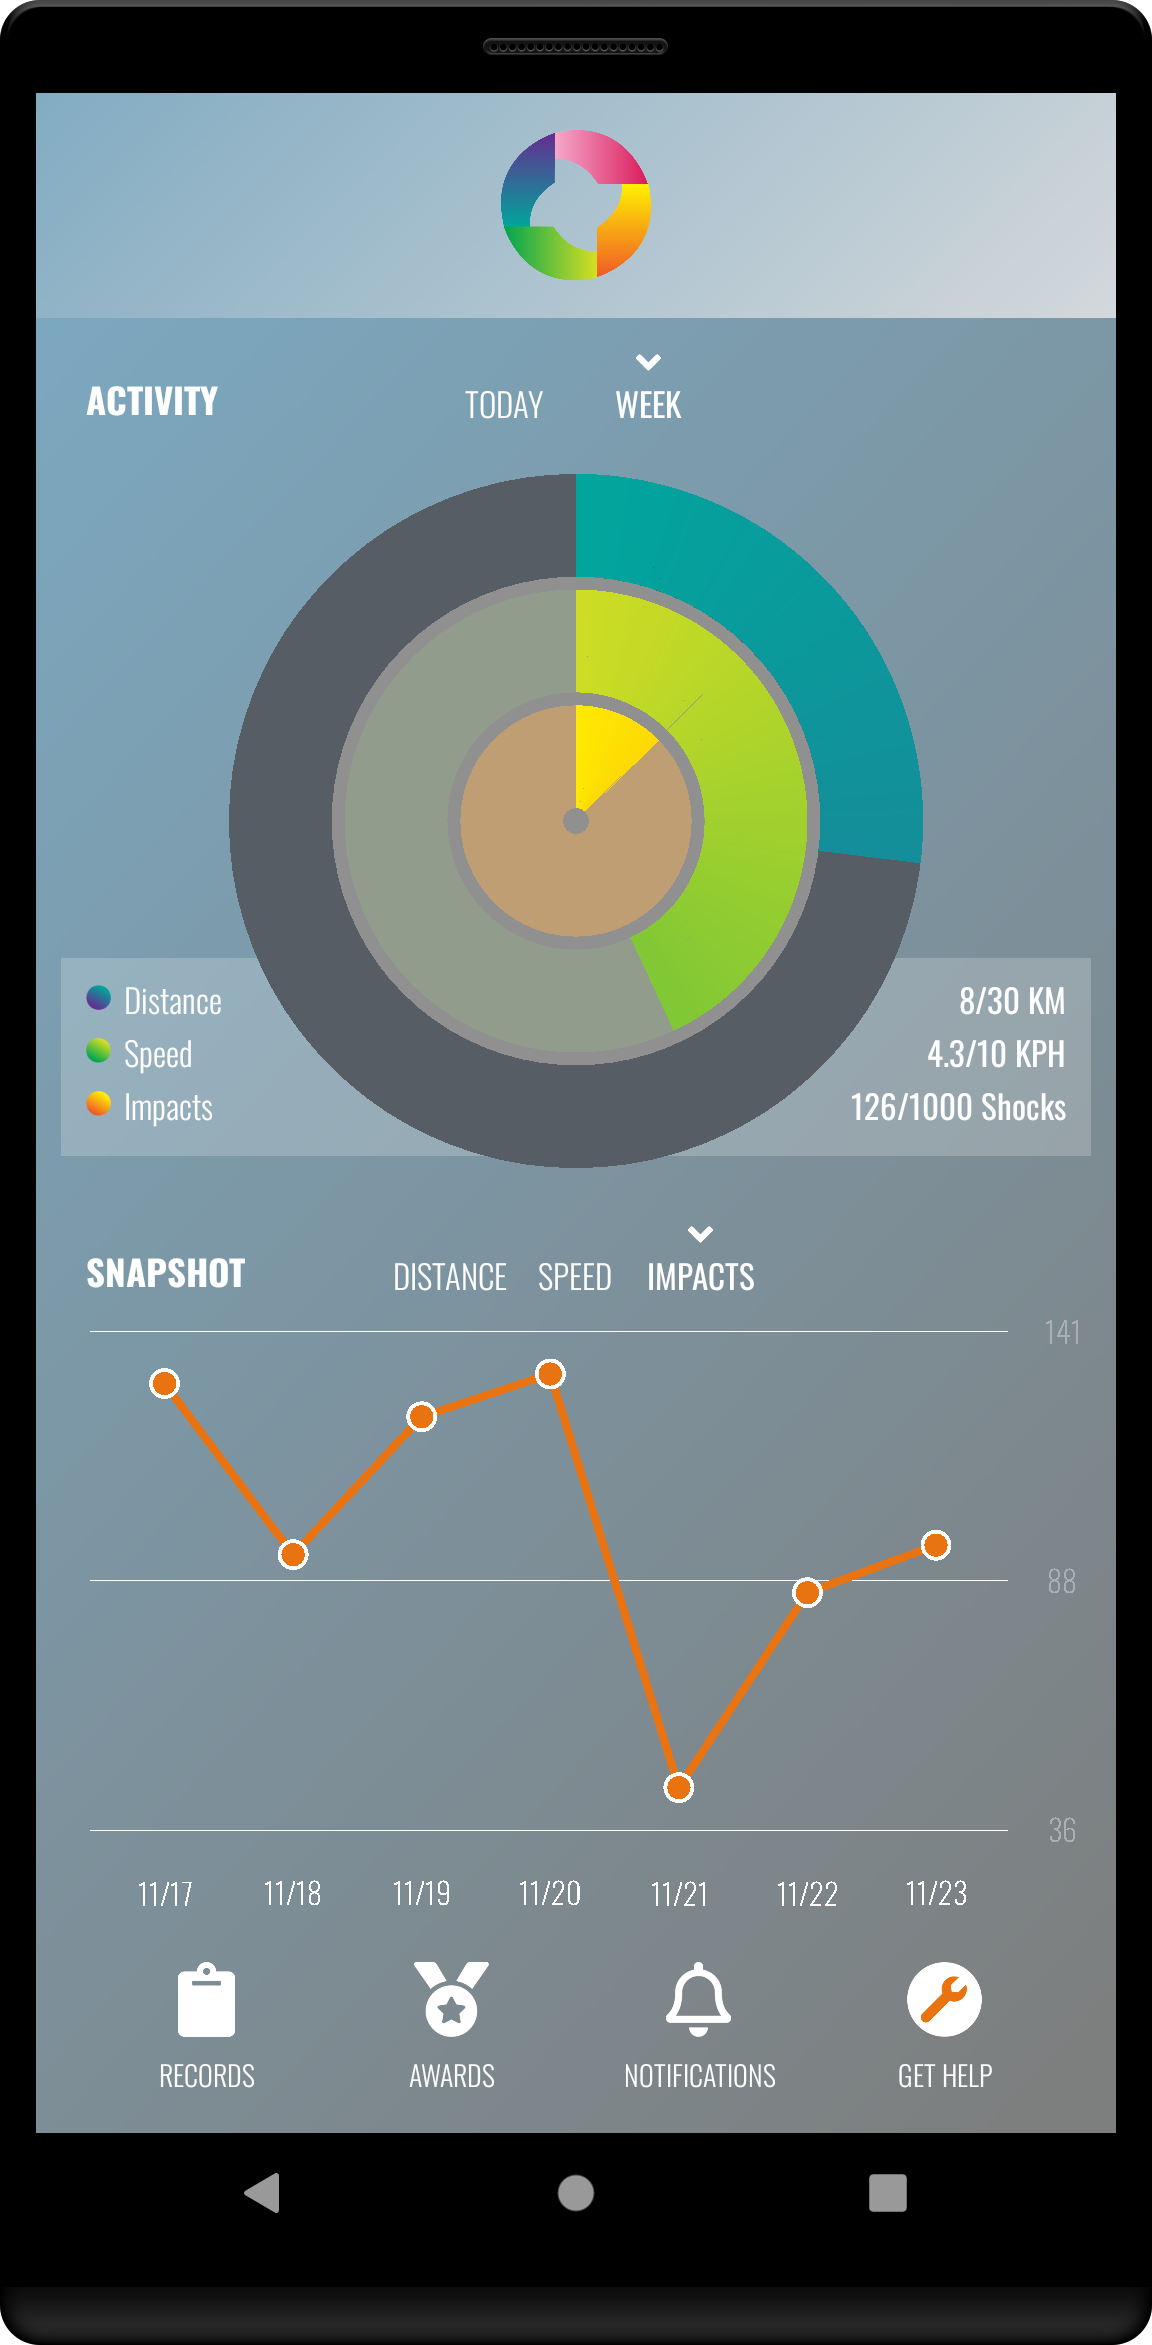 ACTIVITY
TODAY WEEK
Distance 8/30 KM
Speed 4.3/10 KPH
Impacts 126/1000 Shocks
SNAPSHOT
DISTANCE SPEED IMPACTS
141
88
36
11/17 11/18 11/19 11/20 11/21 11/22 11/23
RECORDS AWARDS NOTIFICATIONS GET HELP